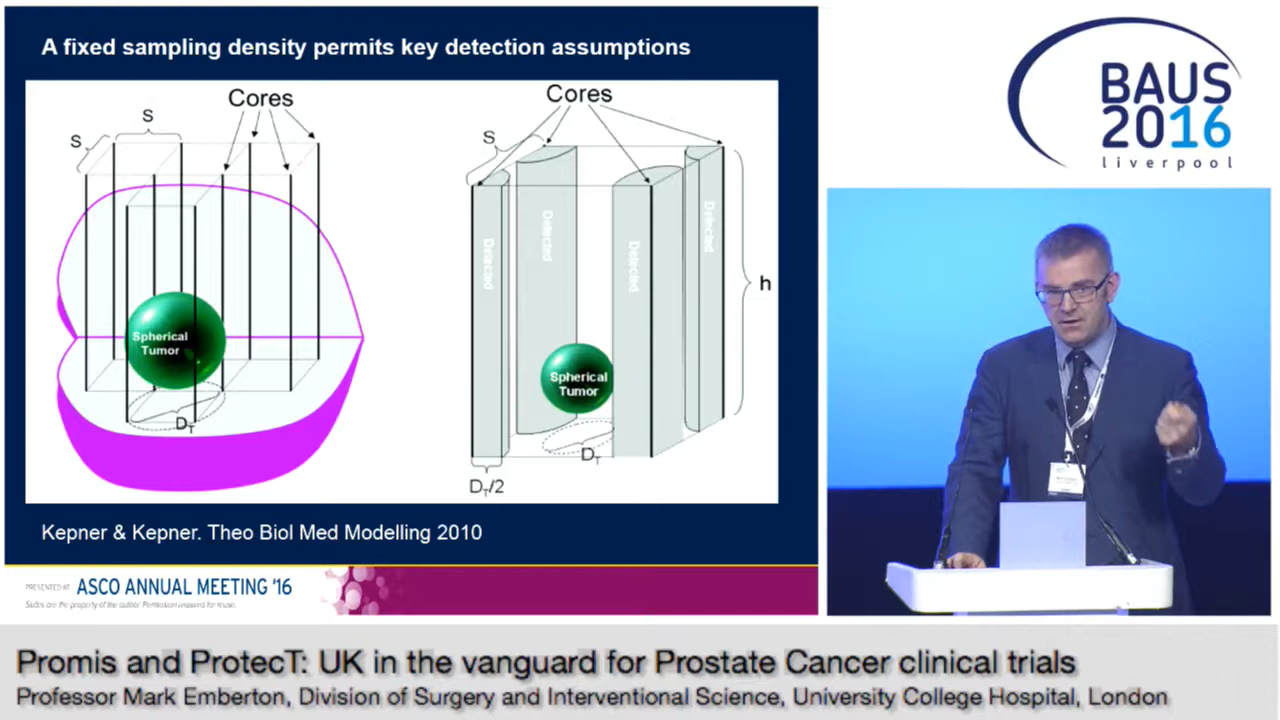 A fixed sampling density permits key detection assumptions
Cores
S
S
Spherical
Tumor
DT
Cores
S
Detected
Detected
Detected
Detected
h
Spherical
Tumor
DT
DT/2
Kepner & Kepner. Theo Biol Med Modelling 2010
PRESENTED AT: ASCO ANNUAL MEETING '16
Slides are the property of the author. Permission required for reuse.
BAUS
2016
liverpool
Promis and ProtecT: UK in the vanguard for Prostate Cancer clinical trials
Professor Mark Emberton, Division of Surgery and Interventional Science, University College Hospital, London